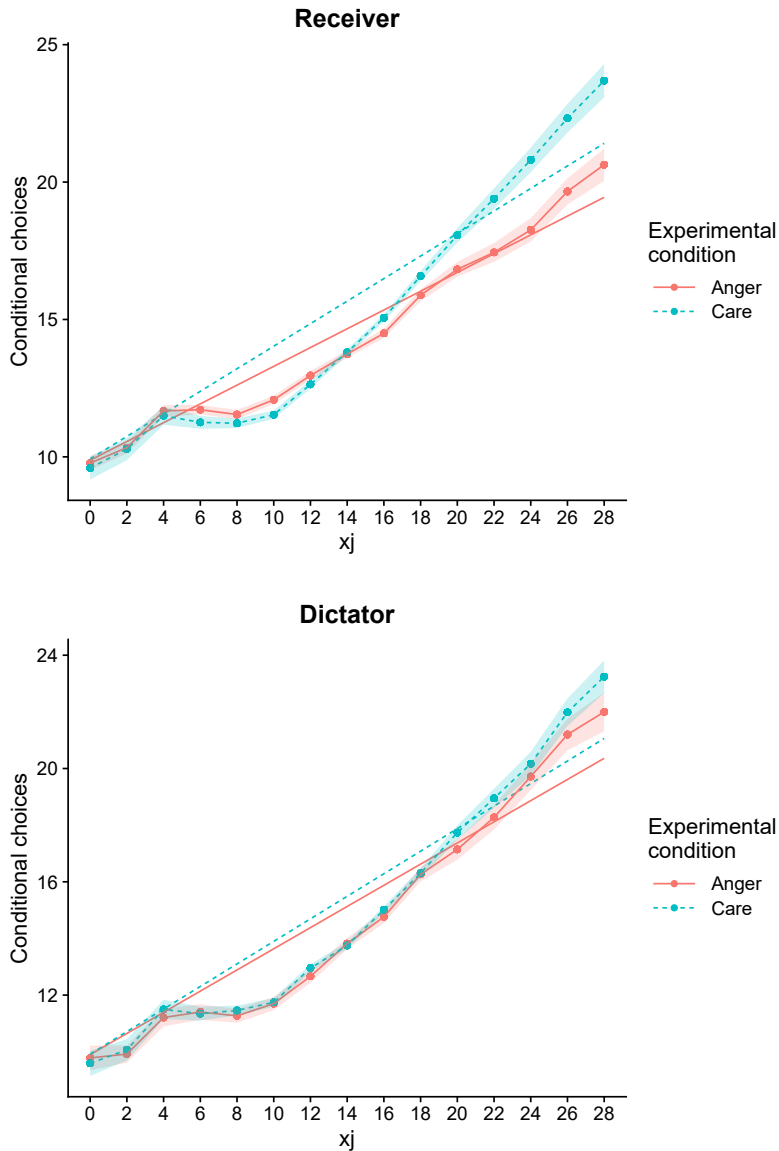 Receiver
25
20
15
10
Conditional choices
0 2 4 6 8 10 12 14 16 18 20 22 24 26 28
xj
Experimental
condition
Anger
Care
Dictator
24
20
16
12
Conditional choices
0 2 4 6 8 10 12 14 16 18 20 22 24 26 28
xj
Experimental
condition
Anger
Care